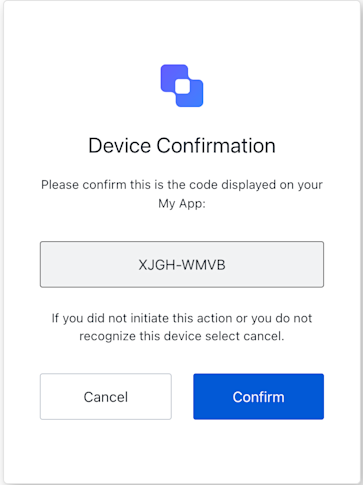 Device Confirmation
Please confirm this is the code displayed on your
My App:
XJGH-WMVB
If you did not initiate this action or you do not
recognize this device select cancel.
Cancel
Confirm